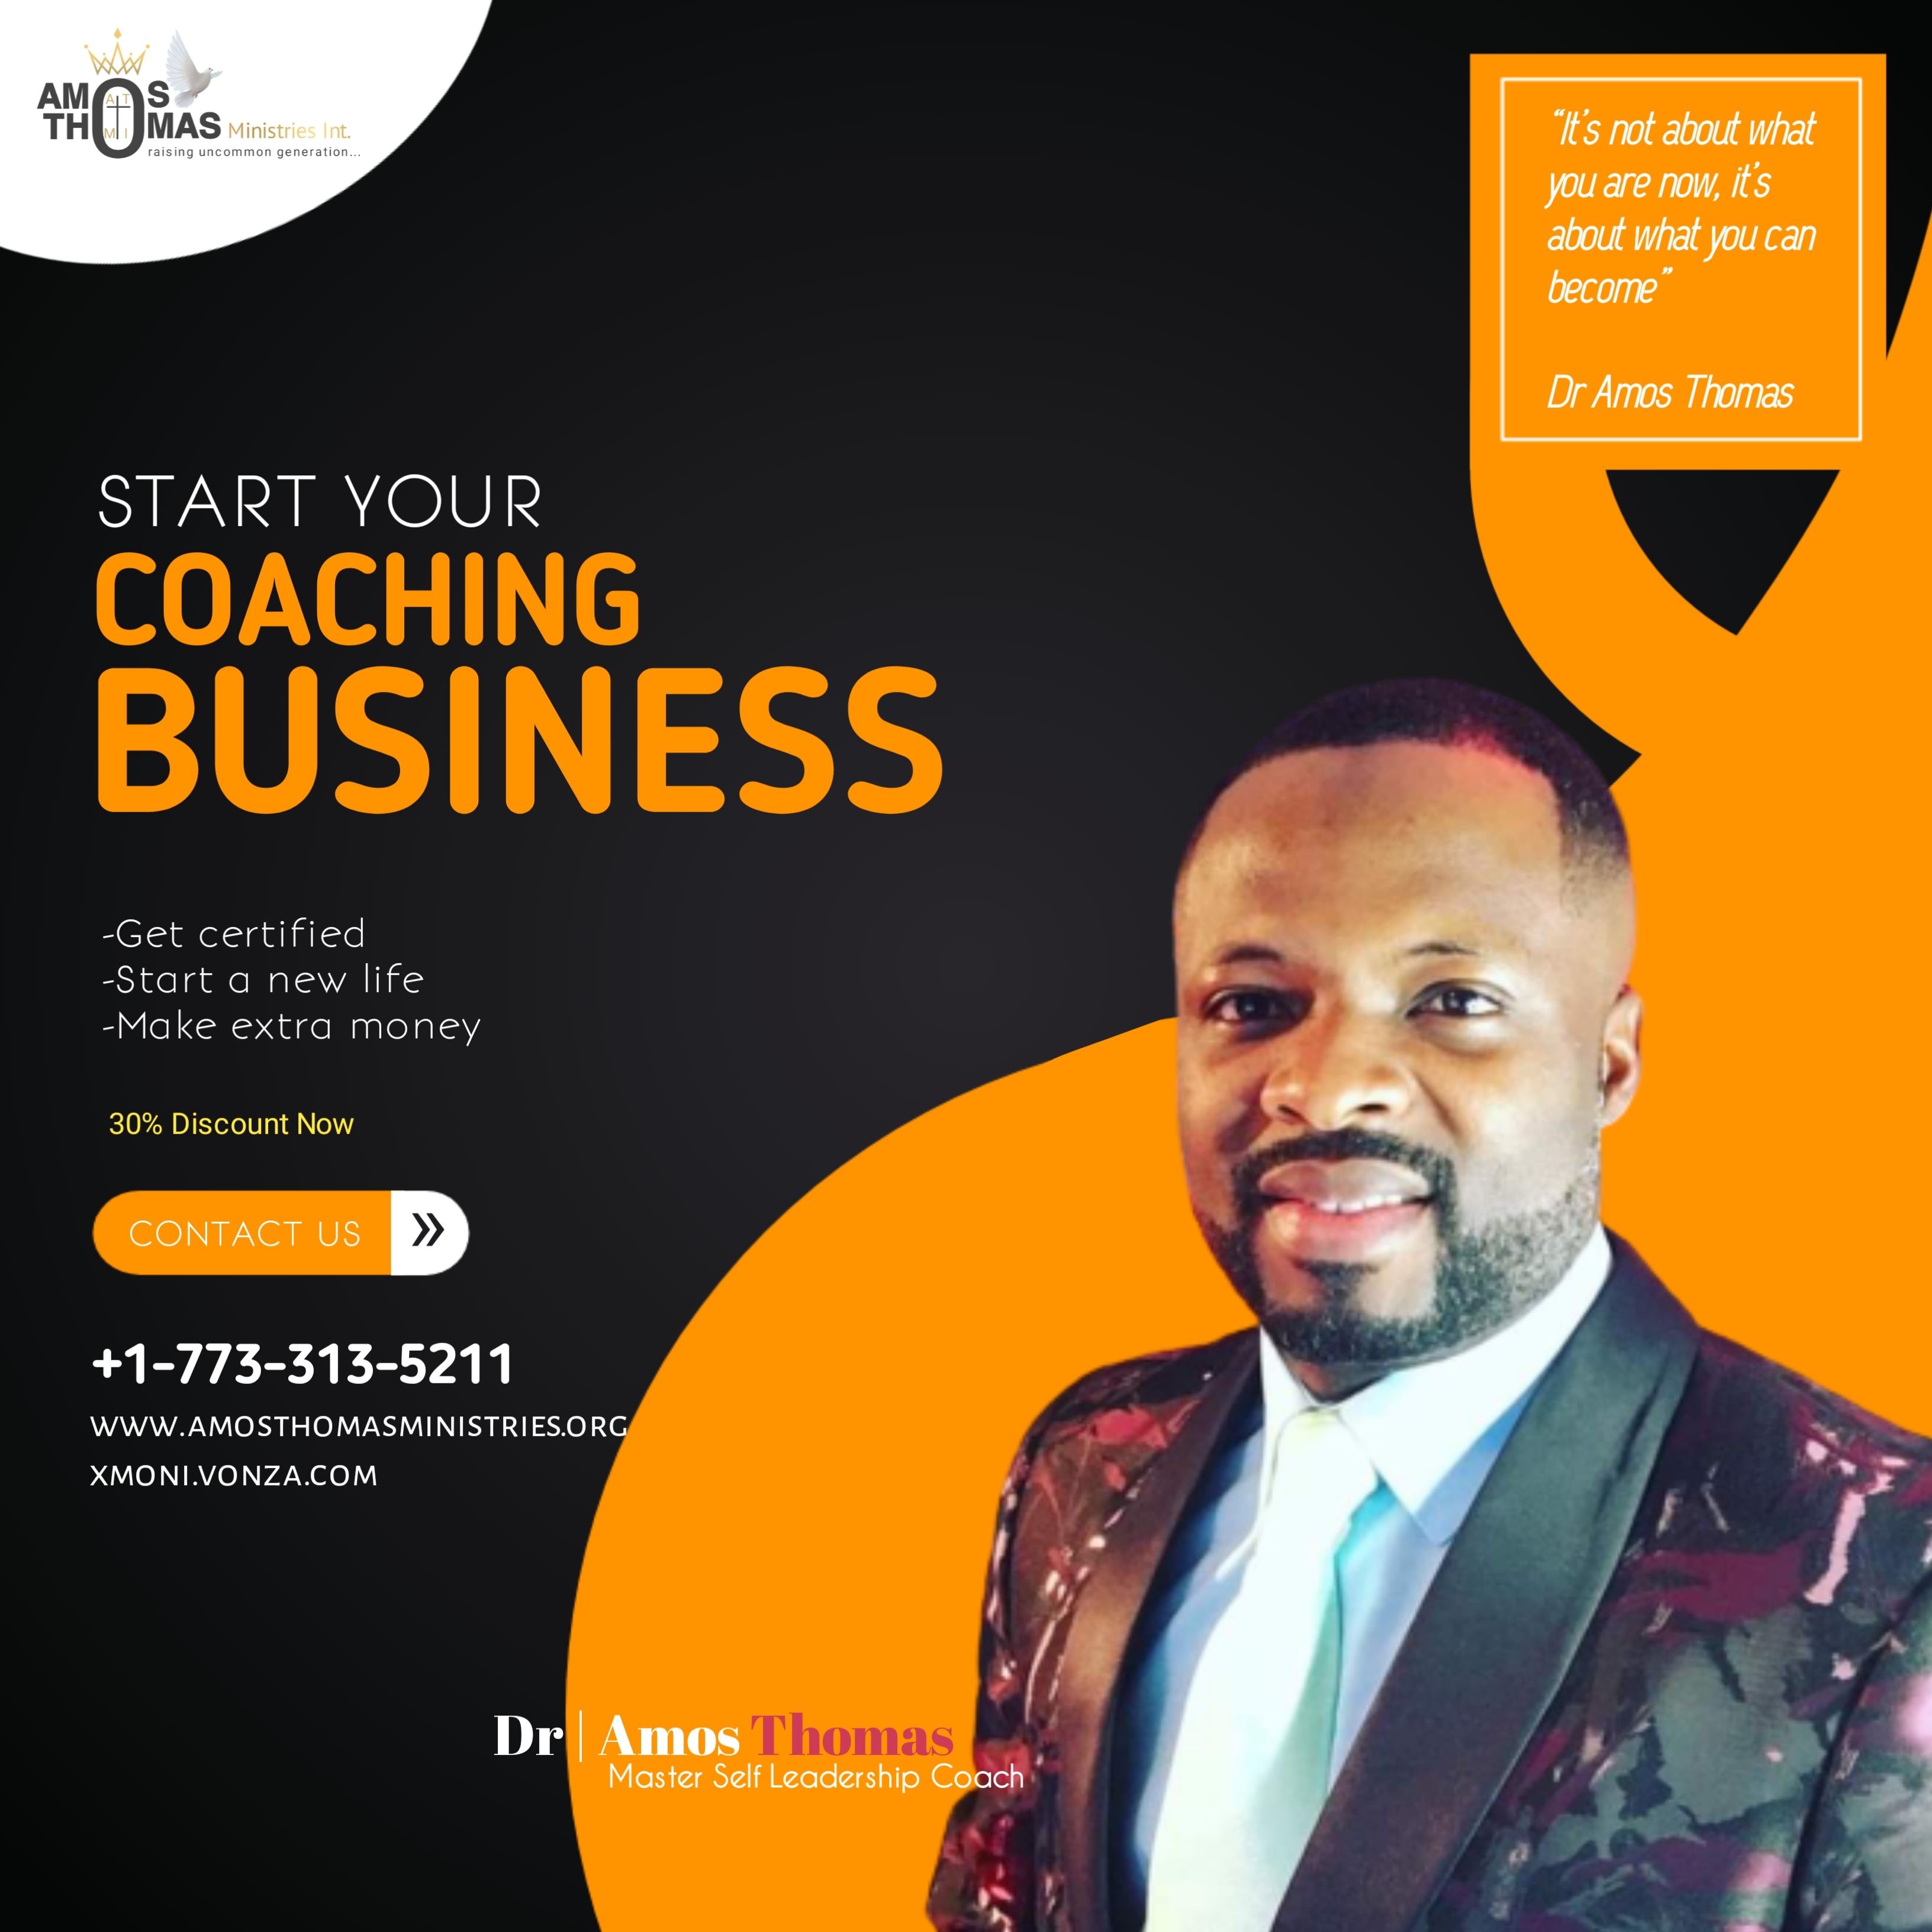 AMOS
THOMAS Ministries Int.
raising uncommon generation...
A T
M I
“It's not about what
you are now, it's
about what you can
become”
Dr Amos Thomas
START YOUR
COACHING
BUSINESS
-Get certified
-Start a new life
-Make extra money
30% Discount Now
CONTACT US »
+1-773-313-5211
WWW.AMOSTHOMASMINISTRIES.ORG
XMONI.VONZA.COM
Dr | Amos Thomas
Master Self Leadership Coach